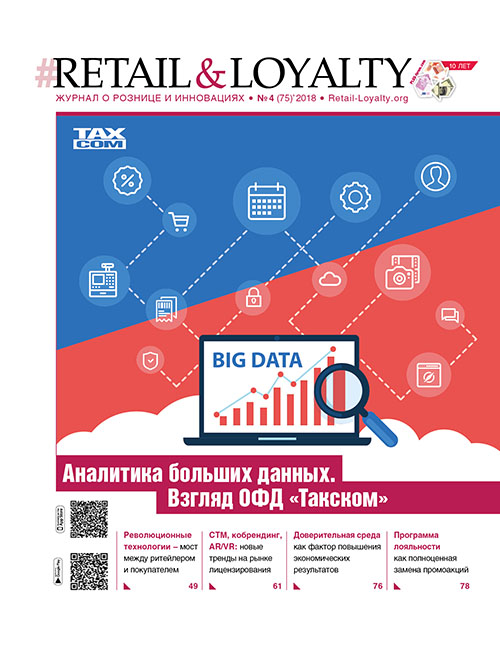 #RETAIL & LOYALTY
10 ЛЕТ
ЖУРНАЛ О РОЗНИЦЕ И ИННОВАЦИЯХ • №4 (75)'2018 • Retail-Loyalty.org
TAX
COM
BIG DATA
Аналитика больших данных.
Взгляд ОФД «Такском»
Революционные
технологии – мост
между ритейлером
и покупателем
49
СТМ, кобрендинг,
AR/VR: новые
тренды на рынке
лицензирования
61
Доверительная среда
как фактор повышения
экономических
результатов
76
Программа
лояльности
как полноценная
замена промоакций
78